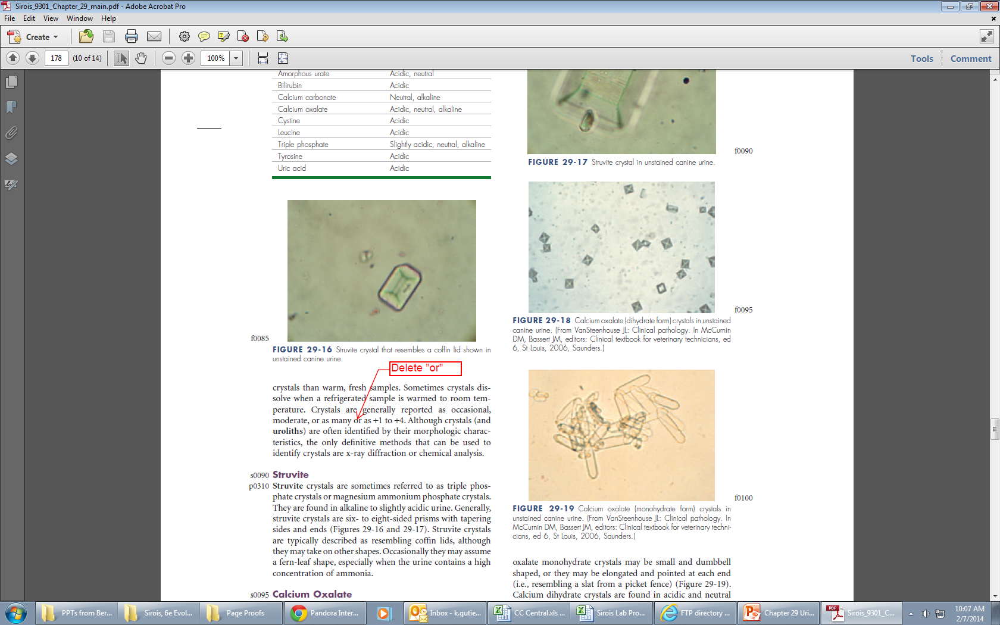 Sirois_9301_Chapter_29_main.pdf - Adobe Acrobat Pro
File Edit View Window Help
Create
178 (10 of 14) 100% Tools Comment
Amorphous urate Acidic, neutral
Bilirubin Acidic
Calcium carbonate Neutral, alkaline
Calcium oxalate Acidic, neutral, alkaline
Cystine Acidic
Leucine Acidic
Triple phosphate Slightly acidic, neutral, alkaline
Tyrosine Acidic
Uric acid Acidic
f0085
FIGURE 29-16 Struvite crystal that resembles a coffin lid shown in
unstained canine urine.
Delete "or"
crystals than warm, fresh samples. Sometimes crystals dis-
solve when a refrigerated sample is warmed to room tem-
perature. Crystals are generally reported as occasional,
moderate, or as many or as +1 to +4. Although crystals (and
uroliths) are often identified by their morphologic charac-
teristics, the only definitive methods that can be used to
identify crystals are x-ray diffraction or chemical analysis.
s0090 Struvite
p0310 Struvite crystals are sometimes referred to as triple phos-
phate crystals or magnesium ammonium phosphate crystals.
They are found in alkaline to slightly acidic urine. Generally,
struvite crystals are six- to eight-sided prisms with tapering
sides and ends (Figures 29-16 and 29-17). Struvite crystals
are typically described as resembling coffin lids, although
they may take on other shapes. Occasionally they may assume
a fern-leaf shape, especially when the urine contains a high
concentration of ammonia.
s0095 Calcium Oxalate
f0090
FIGURE 29-17 Struvite crystal in unstained canine urine.
f0095
FIGURE 29-18 Calcium oxalate (dihydrate form) crystals in unstained
canine urine. (From VanSteenhouse JL: Clinical pathology. In McCurnin
DM, Bassert JM, editors: Clinical textbook for veterinary technicians, ed
6, St Louis, 2006, Saunders.)
f0100
FIGURE 29-19 Calcium oxalate (monohydrate form) crystals in
unstained canine urine. (From VanSteenhouse JL: Clinical pathology. In
McCurnin DM, Bassert JM, editors: Clinical textbook for veterinary techni-
cians, ed 6, St Louis, 2006, Saunders.)
oxalate monohydrate crystals may be small and dumbbell
shaped, or they may be elongated and pointed at each end
(i.e., resembling a slat from a picket fence) (Figure 29-19).
Calcium dihydrate crystals are found in acidic and neutral
PPTs from Ber... Sirois, 6e Evol... Page Proofs Pandora Inter... Inbox - k.gutie... CC Central.xls ... Sirois Lab Pro... FTP directory ... Chapter 29 Uri... Sirois_9301_C...
10:07 AM
2/7/2014